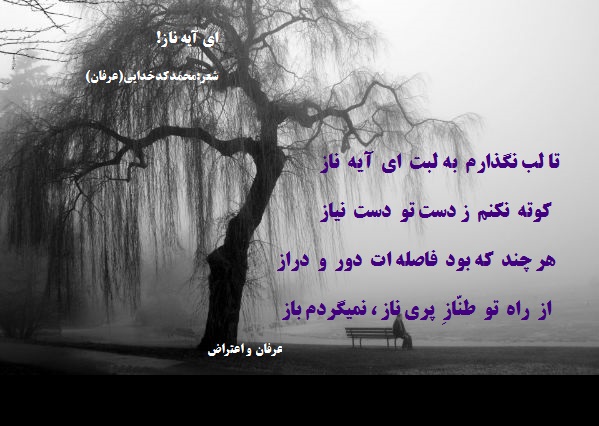 ای آیه ناز!
شعر:محمدکدخدایی(عرفان)
تا لب نگذارم به لبت ای آیه ناز
کوته نکنم ز دست تو دست نیاز
هر چند که بود فاصله ات دور و دراز
از راه تو طنّازِ پری ناز ، نمیگردم باز
عرفان و اعتراض